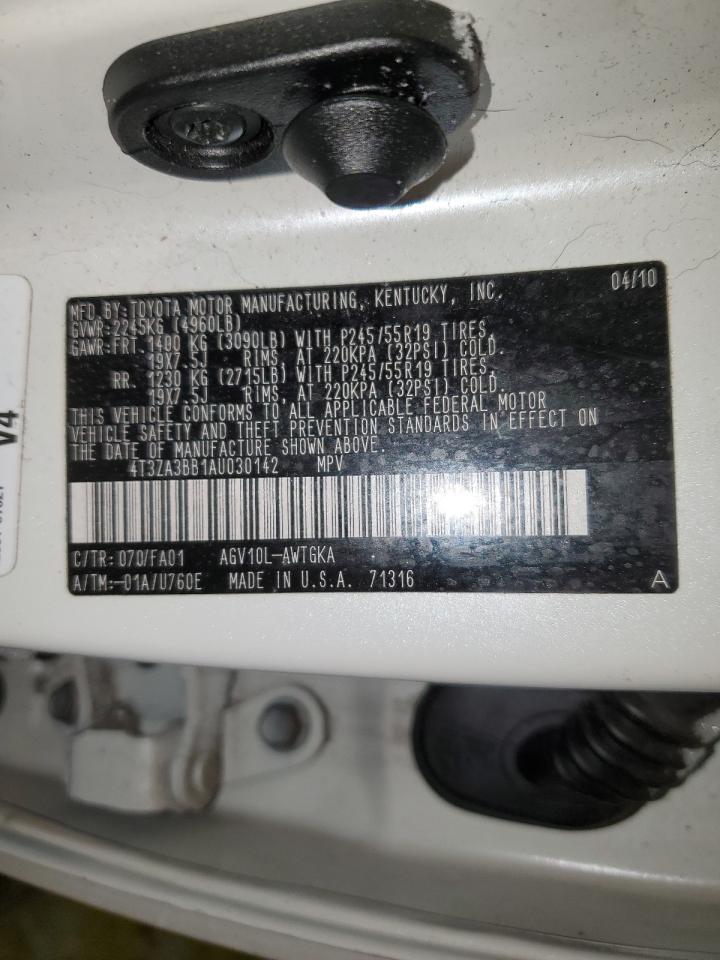 MFD. BY: TOYOTA MOTOR MANUFACTURING, KENTUCKY, INC. 04/10
GVWR:2245KG (4960LB)
GAWR:FRT. 1400 KG (3090LB) WITH P245/55R19 TIRES,
19X7.5J RIMS, AT 220KPA (32PSI) COLD.
RR. 1230 KG (2715LB) WITH P245/55R19 TIRES,
19X7.5J RIMS, AT 220KPA (32PSI) COLD.
THIS VEHICLE CONFORMS TO ALL APPLICABLE FEDERAL MOTOR
VEHICLE SAFETY AND THEFT PREVENTION STANDARDS IN EFFECT ON
THE DATE OF MANUFACTURE SHOWN ABOVE.
4T3ZA3BB1AU030142 MPV
C/TR: 070/FA01 AGV10L-AWTGKA
A/TM:-01A/U760E MADE IN U.S.A. 71316 A
V4